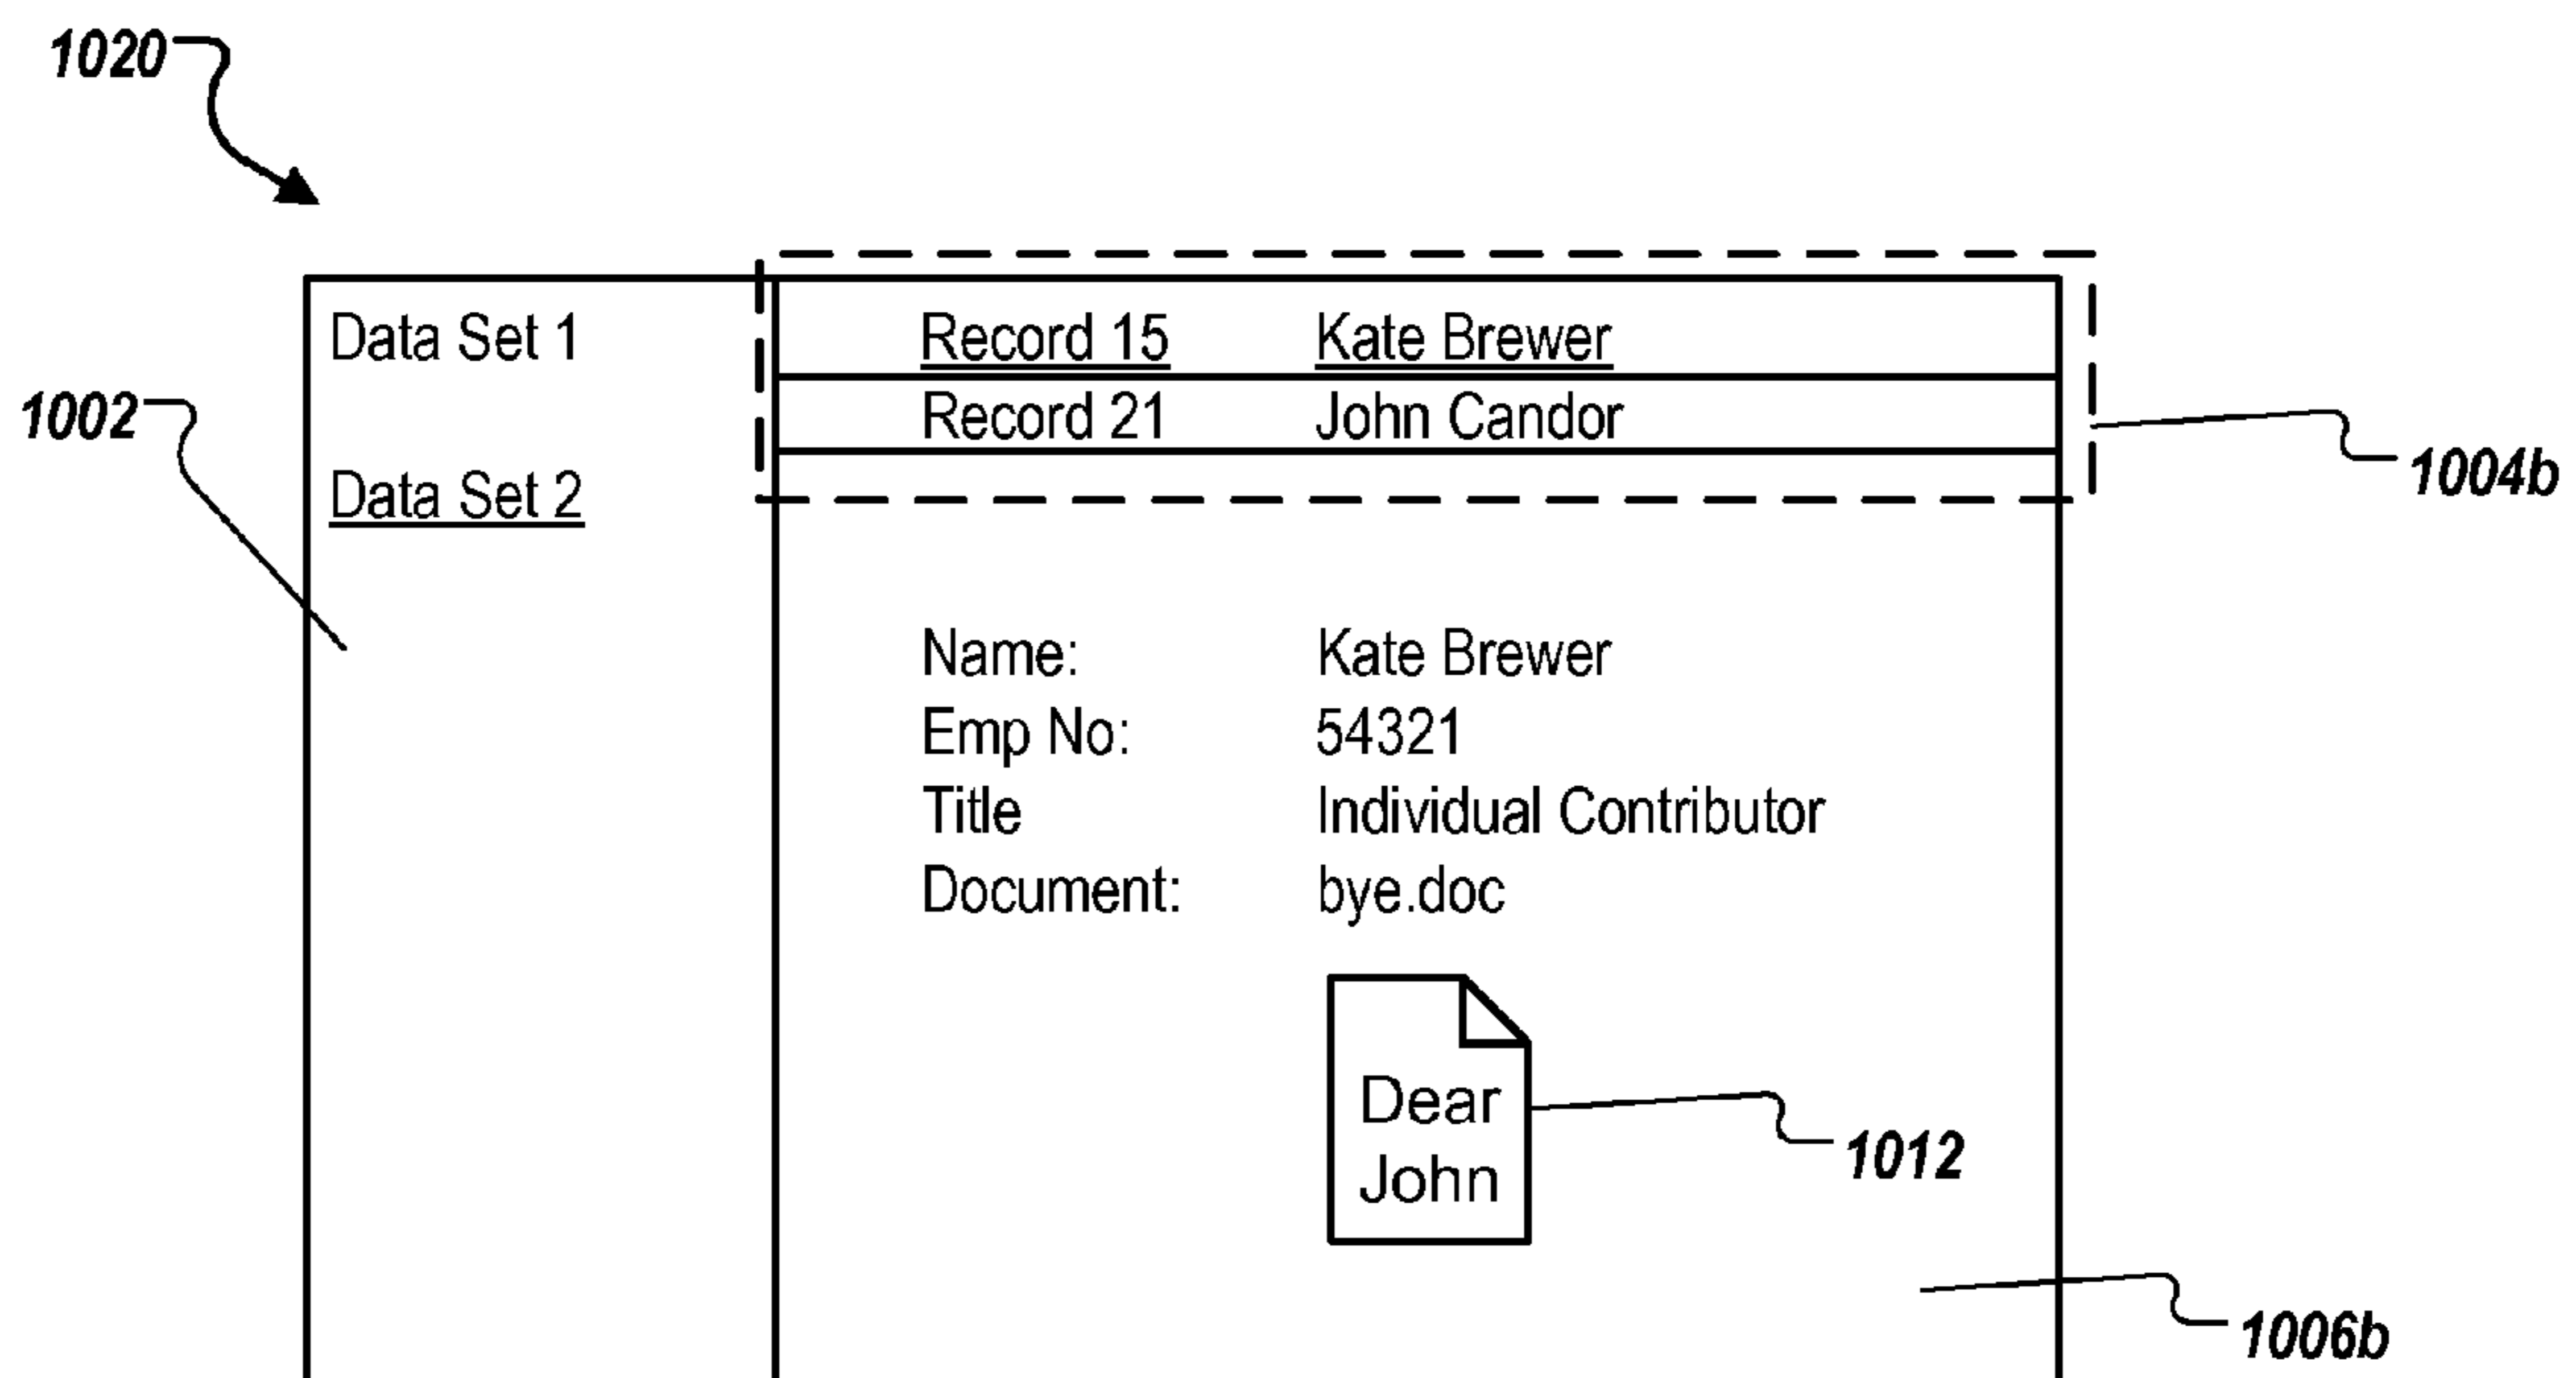 1020
Data Set 1
Record 15 Kate Brewer
1002
Record 21 John Candor
1004b
Data Set 2
Name: Kate Brewer
Emp No: 54321
Title Individual Contributor
Document: bye.doc
Dear
John
1012
1006b